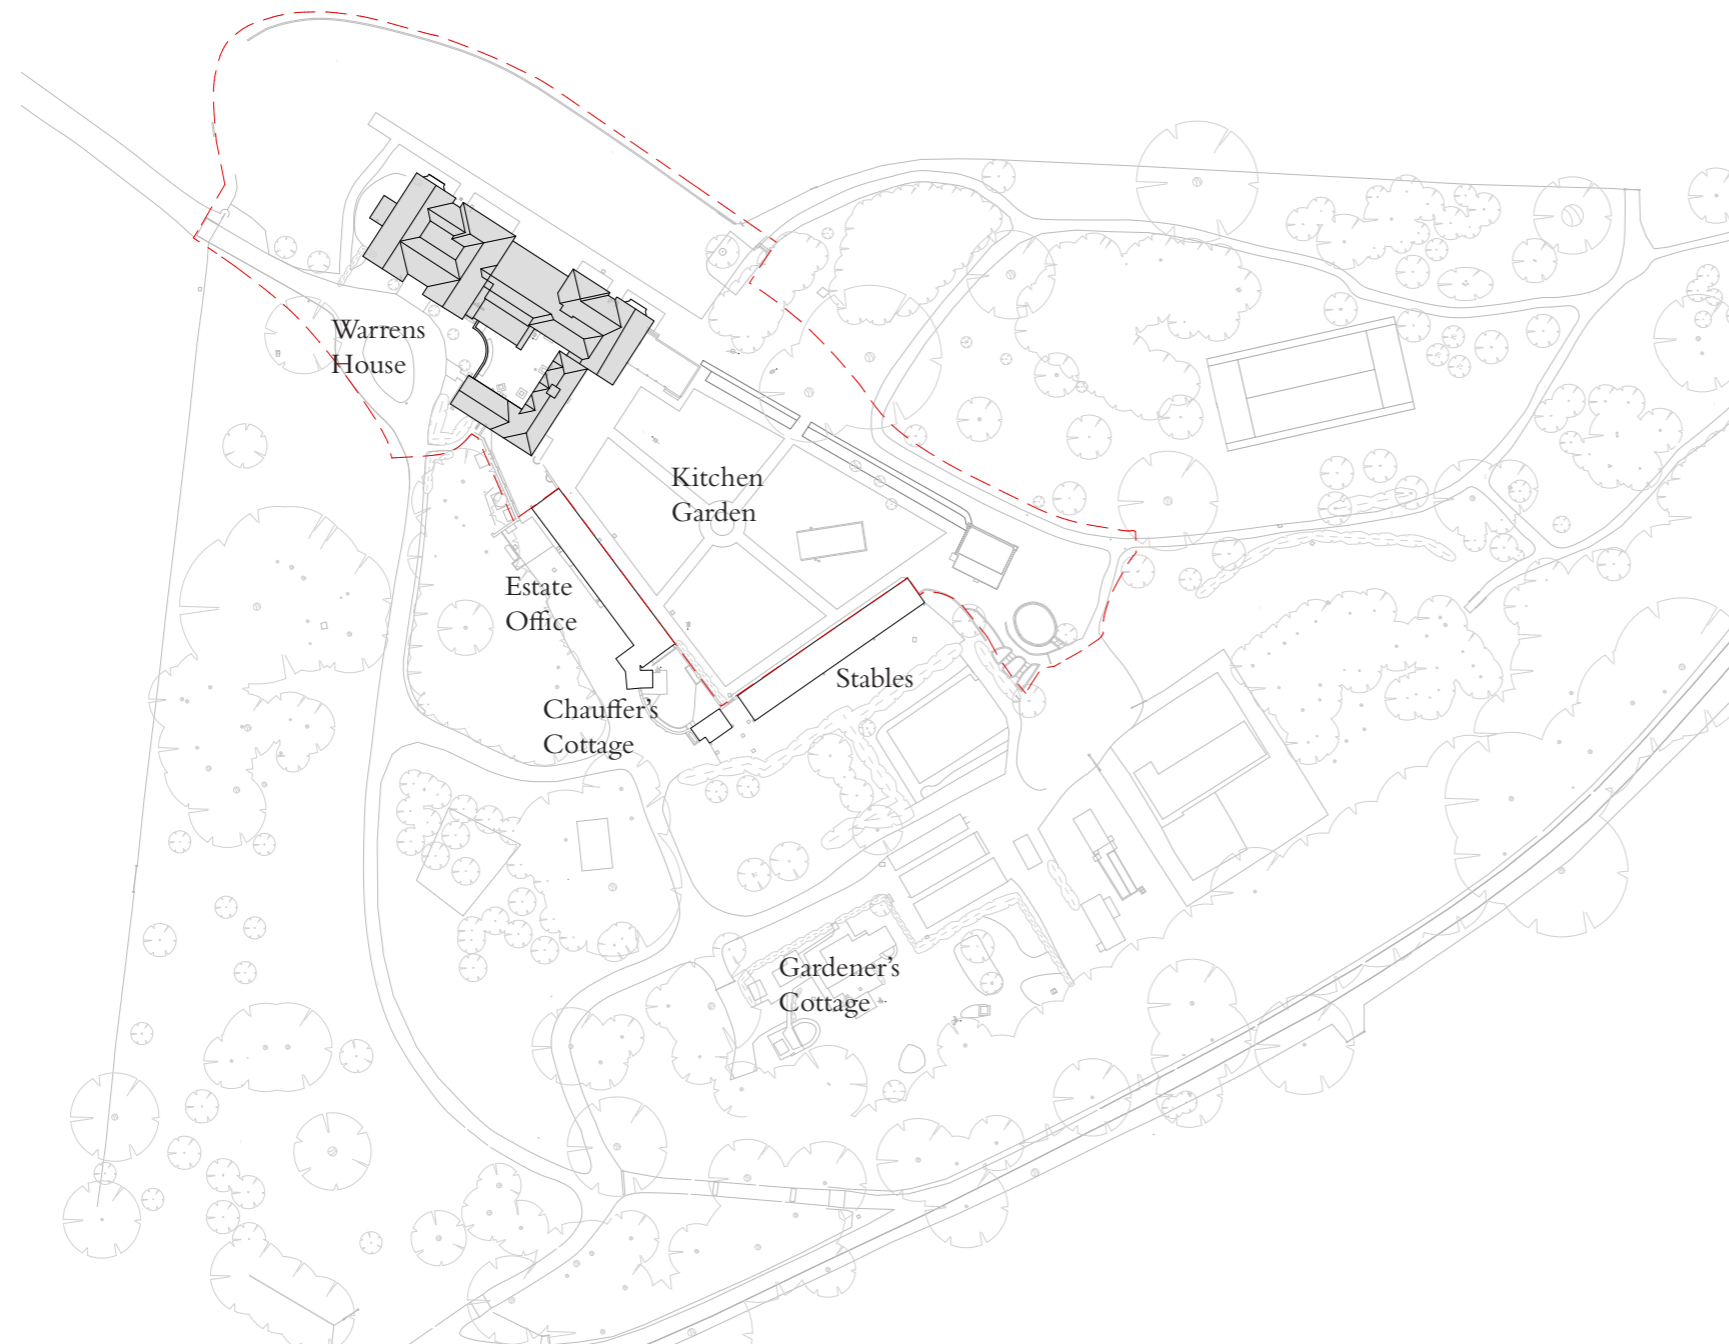 Warrens
House
Kitchen
Garden
Estate
Office
Stables
Chauffer's
Cottage
Gardener's
Cottage